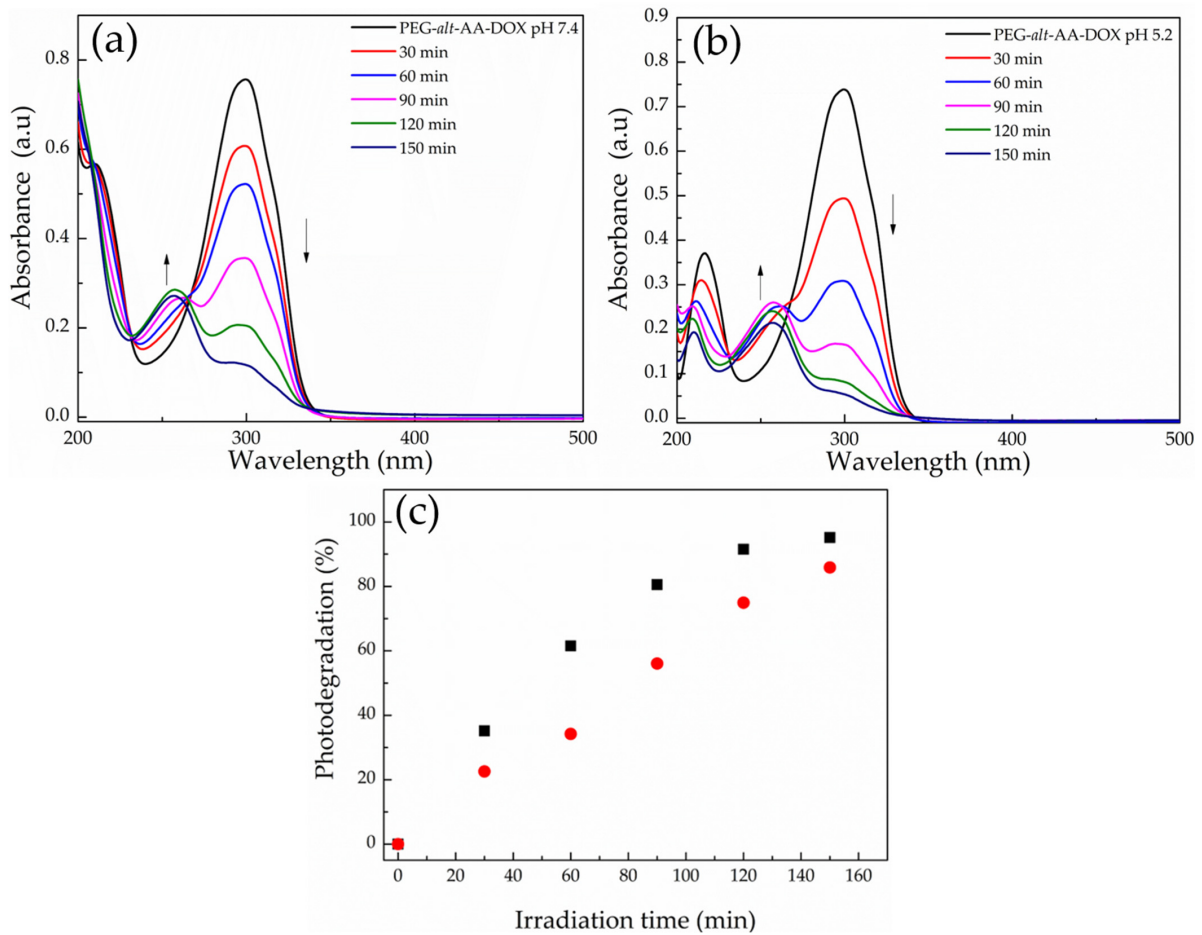 (a)
PEG-alt-AA-DOX pH 7.4
30 min
60 min
90 min
120 min
150 min
0.8
0.6
0.4
0.2
0.0
Absorbance (a.u)
200
300
400
500
Wavelength (nm)
(b)
PEG-alt-AA-DOX pH 5.2
30 min
60 min
90 min
120 min
150 min
0.9
0.8
0.7
0.6
0.5
0.4
0.3
0.2
0.1
0.0
Absorbance (a.u)
200
300
400
500
Wavelength (nm)
(c)
100
80
60
40
20
0
Photodegradation (%)
0
20
40
60
80
100
120
140
160
Irradiation time (min)